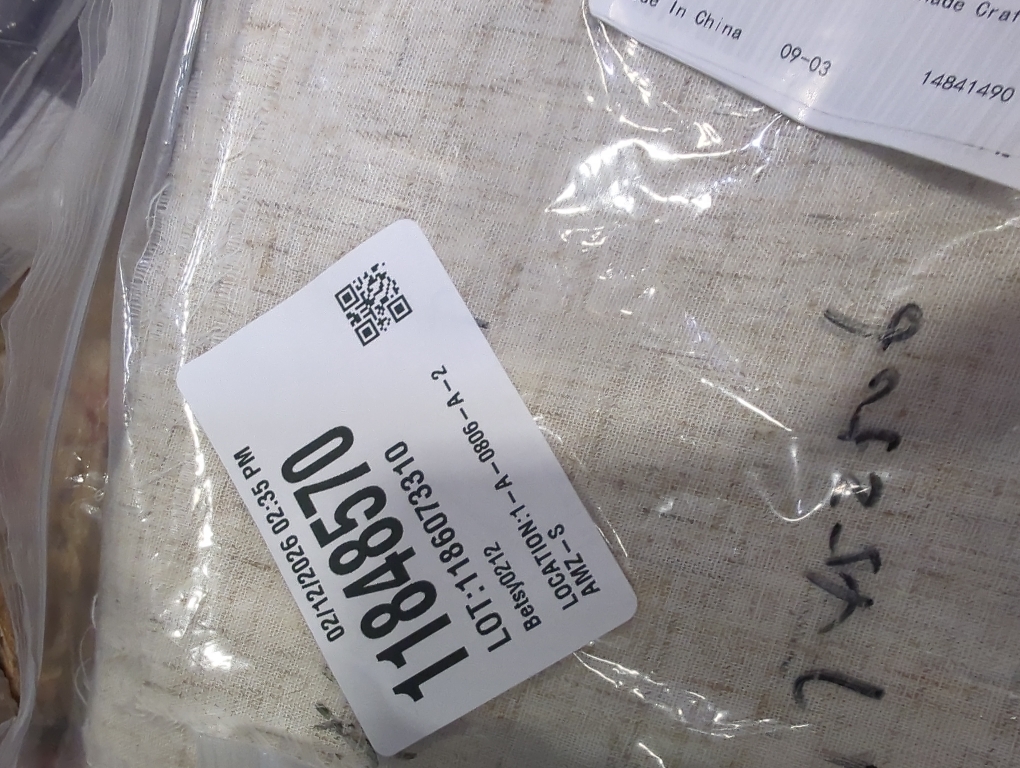 de In China
09-03
14841490
02/12/2026 02:35 PM
11848570
LOT:1186073310
Betsy0212
LOCATION:1-A-0806-A-2
AMZ-S